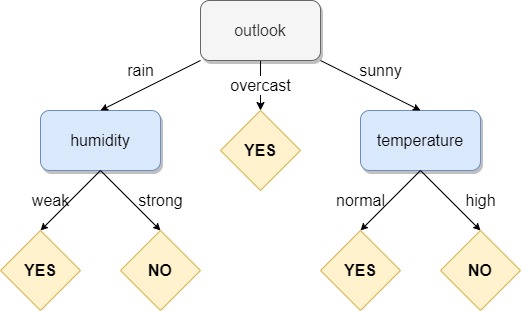 outlook
rain
overcast
sunny
humidity
YES
temperature
weak
strong
normal
high
YES
NO
YES
NO